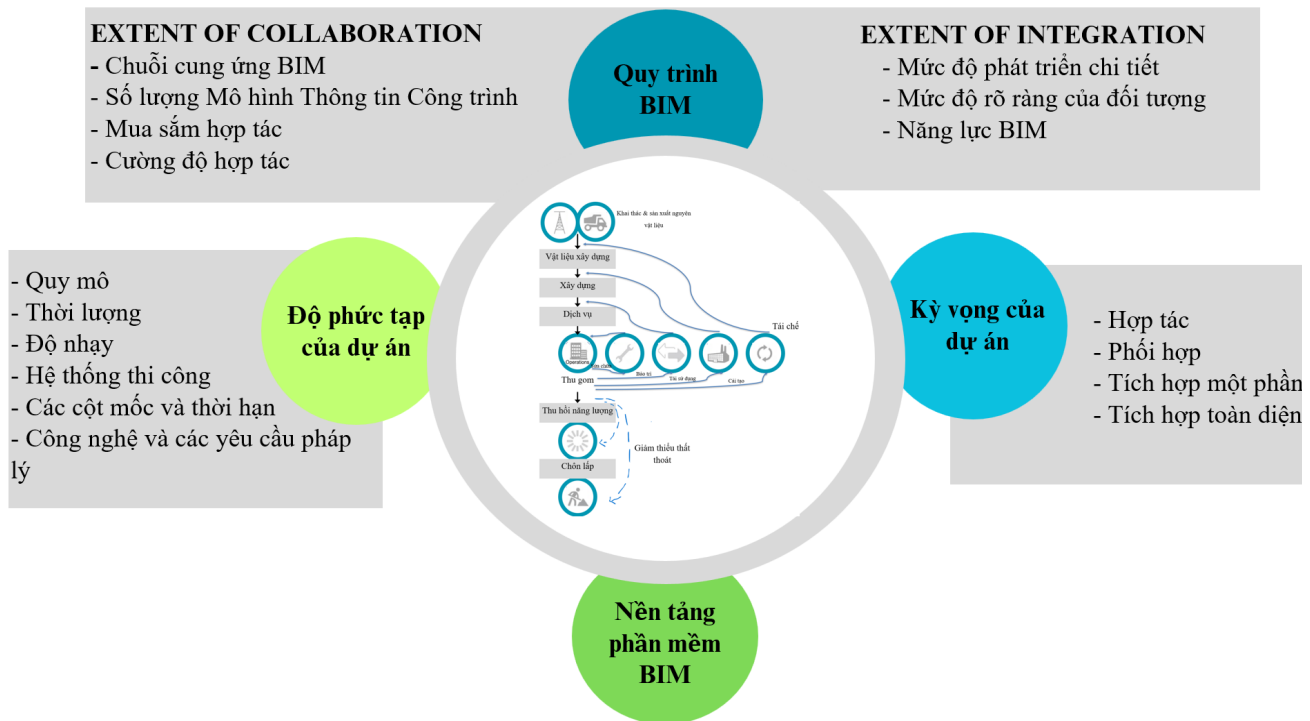 EXTENT OF COLLABORATION
- Chuỗi cung ứng BIM
- Số lượng Mô hình Thông tin Công trình
- Mua sắm hợp tác
- Cường độ hợp tác
Quy trình
BIM
EXTENT OF INTEGRATION
- Mức độ phát triển chi tiết
- Mức độ rõ ràng của đối tượng
- Năng lực BIM
- Quy mô
- Thời lượng
- Độ nhạy
- Hệ thống thi công
- Các cột mốc và thời hạn
- Công nghệ và các yêu cầu pháp
lý
Độ phức tạp
của dự án
Khai thác & sản xuất nguyên
vật liệu
Vật liệu xây dựng
Xây dựng
Dịch vụ
Tái chế
Operations
Bảo trì
Tái sử dụng
Cải tạo
Thu gom
Thu hồi năng lượng
Giảm thiểu thất
thoát
Chôn lấp
Kỳ vọng của
dự án
- Hợp tác
- Phối hợp
- Tích hợp một phần
- Tích hợp toàn diện
Nền tảng
phần mềm
BIM